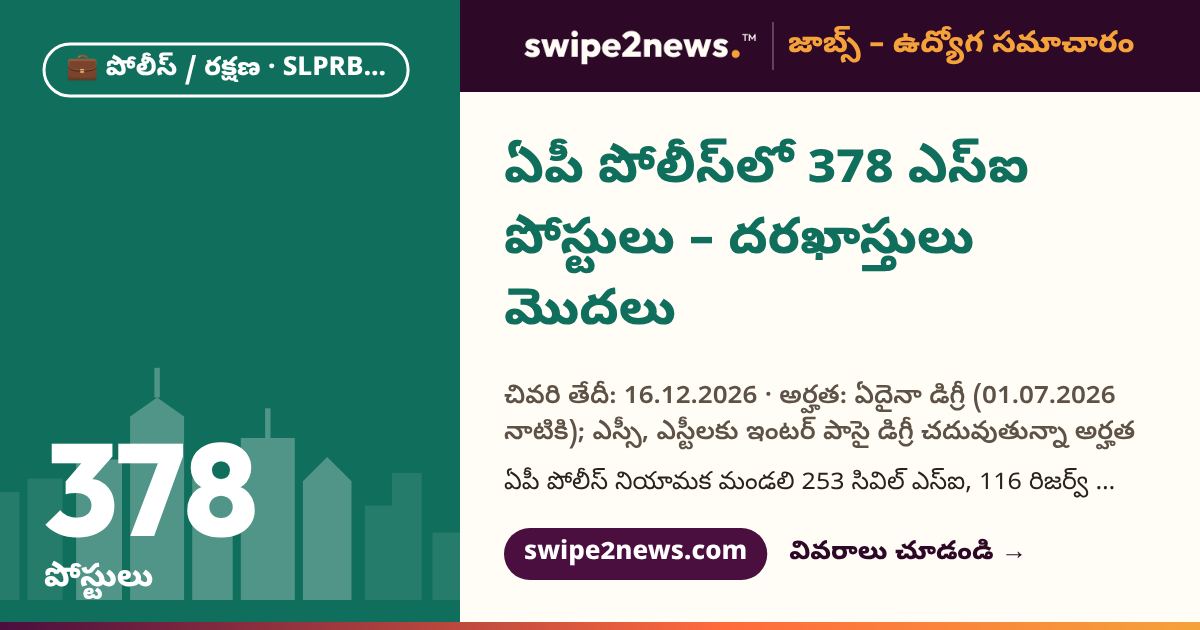 💼 పోలీస్ / రక్షణ · SLPRB...
swipe2news.™ జాబ్స్ – ఉద్యోగ సమాచారం
ఏపీ పోలీస్‌లో 378 ఎస్ఐ
పోస్టులు – దరఖాస్తులు
మొదలు
చివరి తేదీ: 16.12.2026 · అర్హత: ఏదైనా డిగ్రీ (01.07.2026
నాటికి); ఎస్సీ, ఎస్టీలకు ఇంటర్ పాసై డిగ్రీ చదువుతున్నా అర్హత
ఏపీ పోలీస్ నియామక మండలి 253 సివిల్ ఎస్ఐ, 116 రిజర్వ్ ...
378
పోస్టులు
swipe2news.com వివరాలు చూడండి →